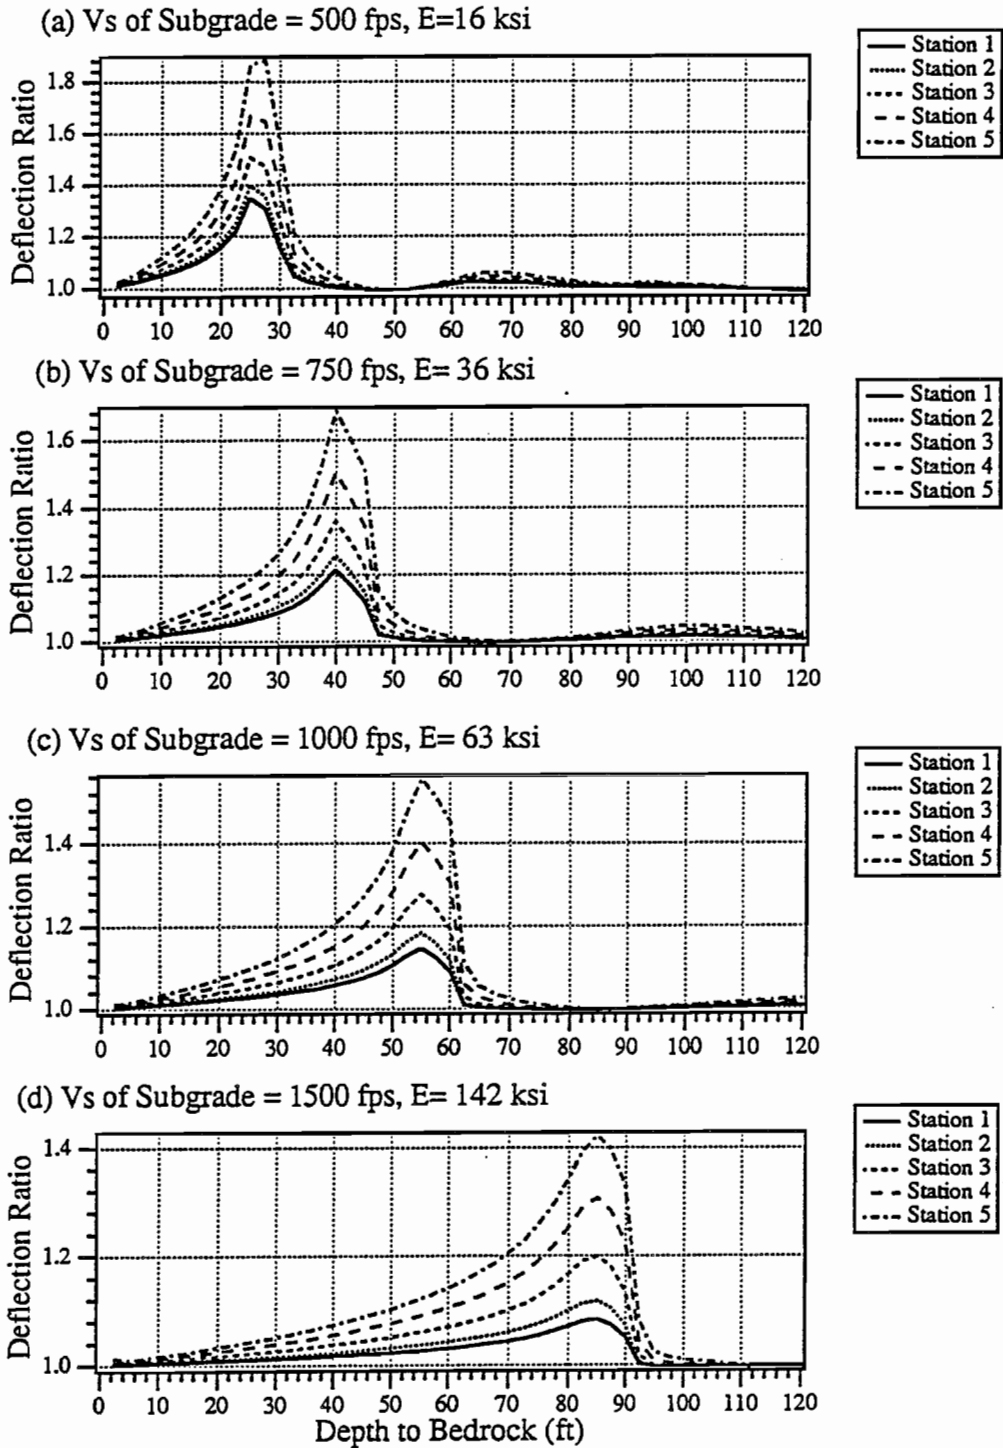 (a) Vs of Subgrade = 500 fps, E=16 ksi
Deflection Ratio
1.8
1.6
1.4
1.2
1.0
0 10 20 30 40 50 60 70 80 90 100 110 120
Station 1
Station 2
Station 3
Station 4
Station 5
(b) Vs of Subgrade = 750 fps, E= 36 ksi
Deflection Ratio
1.6
1.4
1.2
1.0
0 10 20 30 40 50 60 70 80 90 100 110 120
Station 1
Station 2
Station 3
Station 4
Station 5
(c) Vs of Subgrade = 1000 fps, E= 63 ksi
Deflection Ratio
1.4
1.2
1.0
0 10 20 30 40 50 60 70 80 90 100 110 120
Station 1
Station 2
Station 3
Station 4
Station 5
(d) Vs of Subgrade = 1500 fps, E= 142 ksi
Deflection Ratio
1.4
1.2
1.0
0 10 20 30 40 50 60 70 80 90 100 110 120
Depth to Bedrock (ft)
Station 1
Station 2
Station 3
Station 4
Station 5